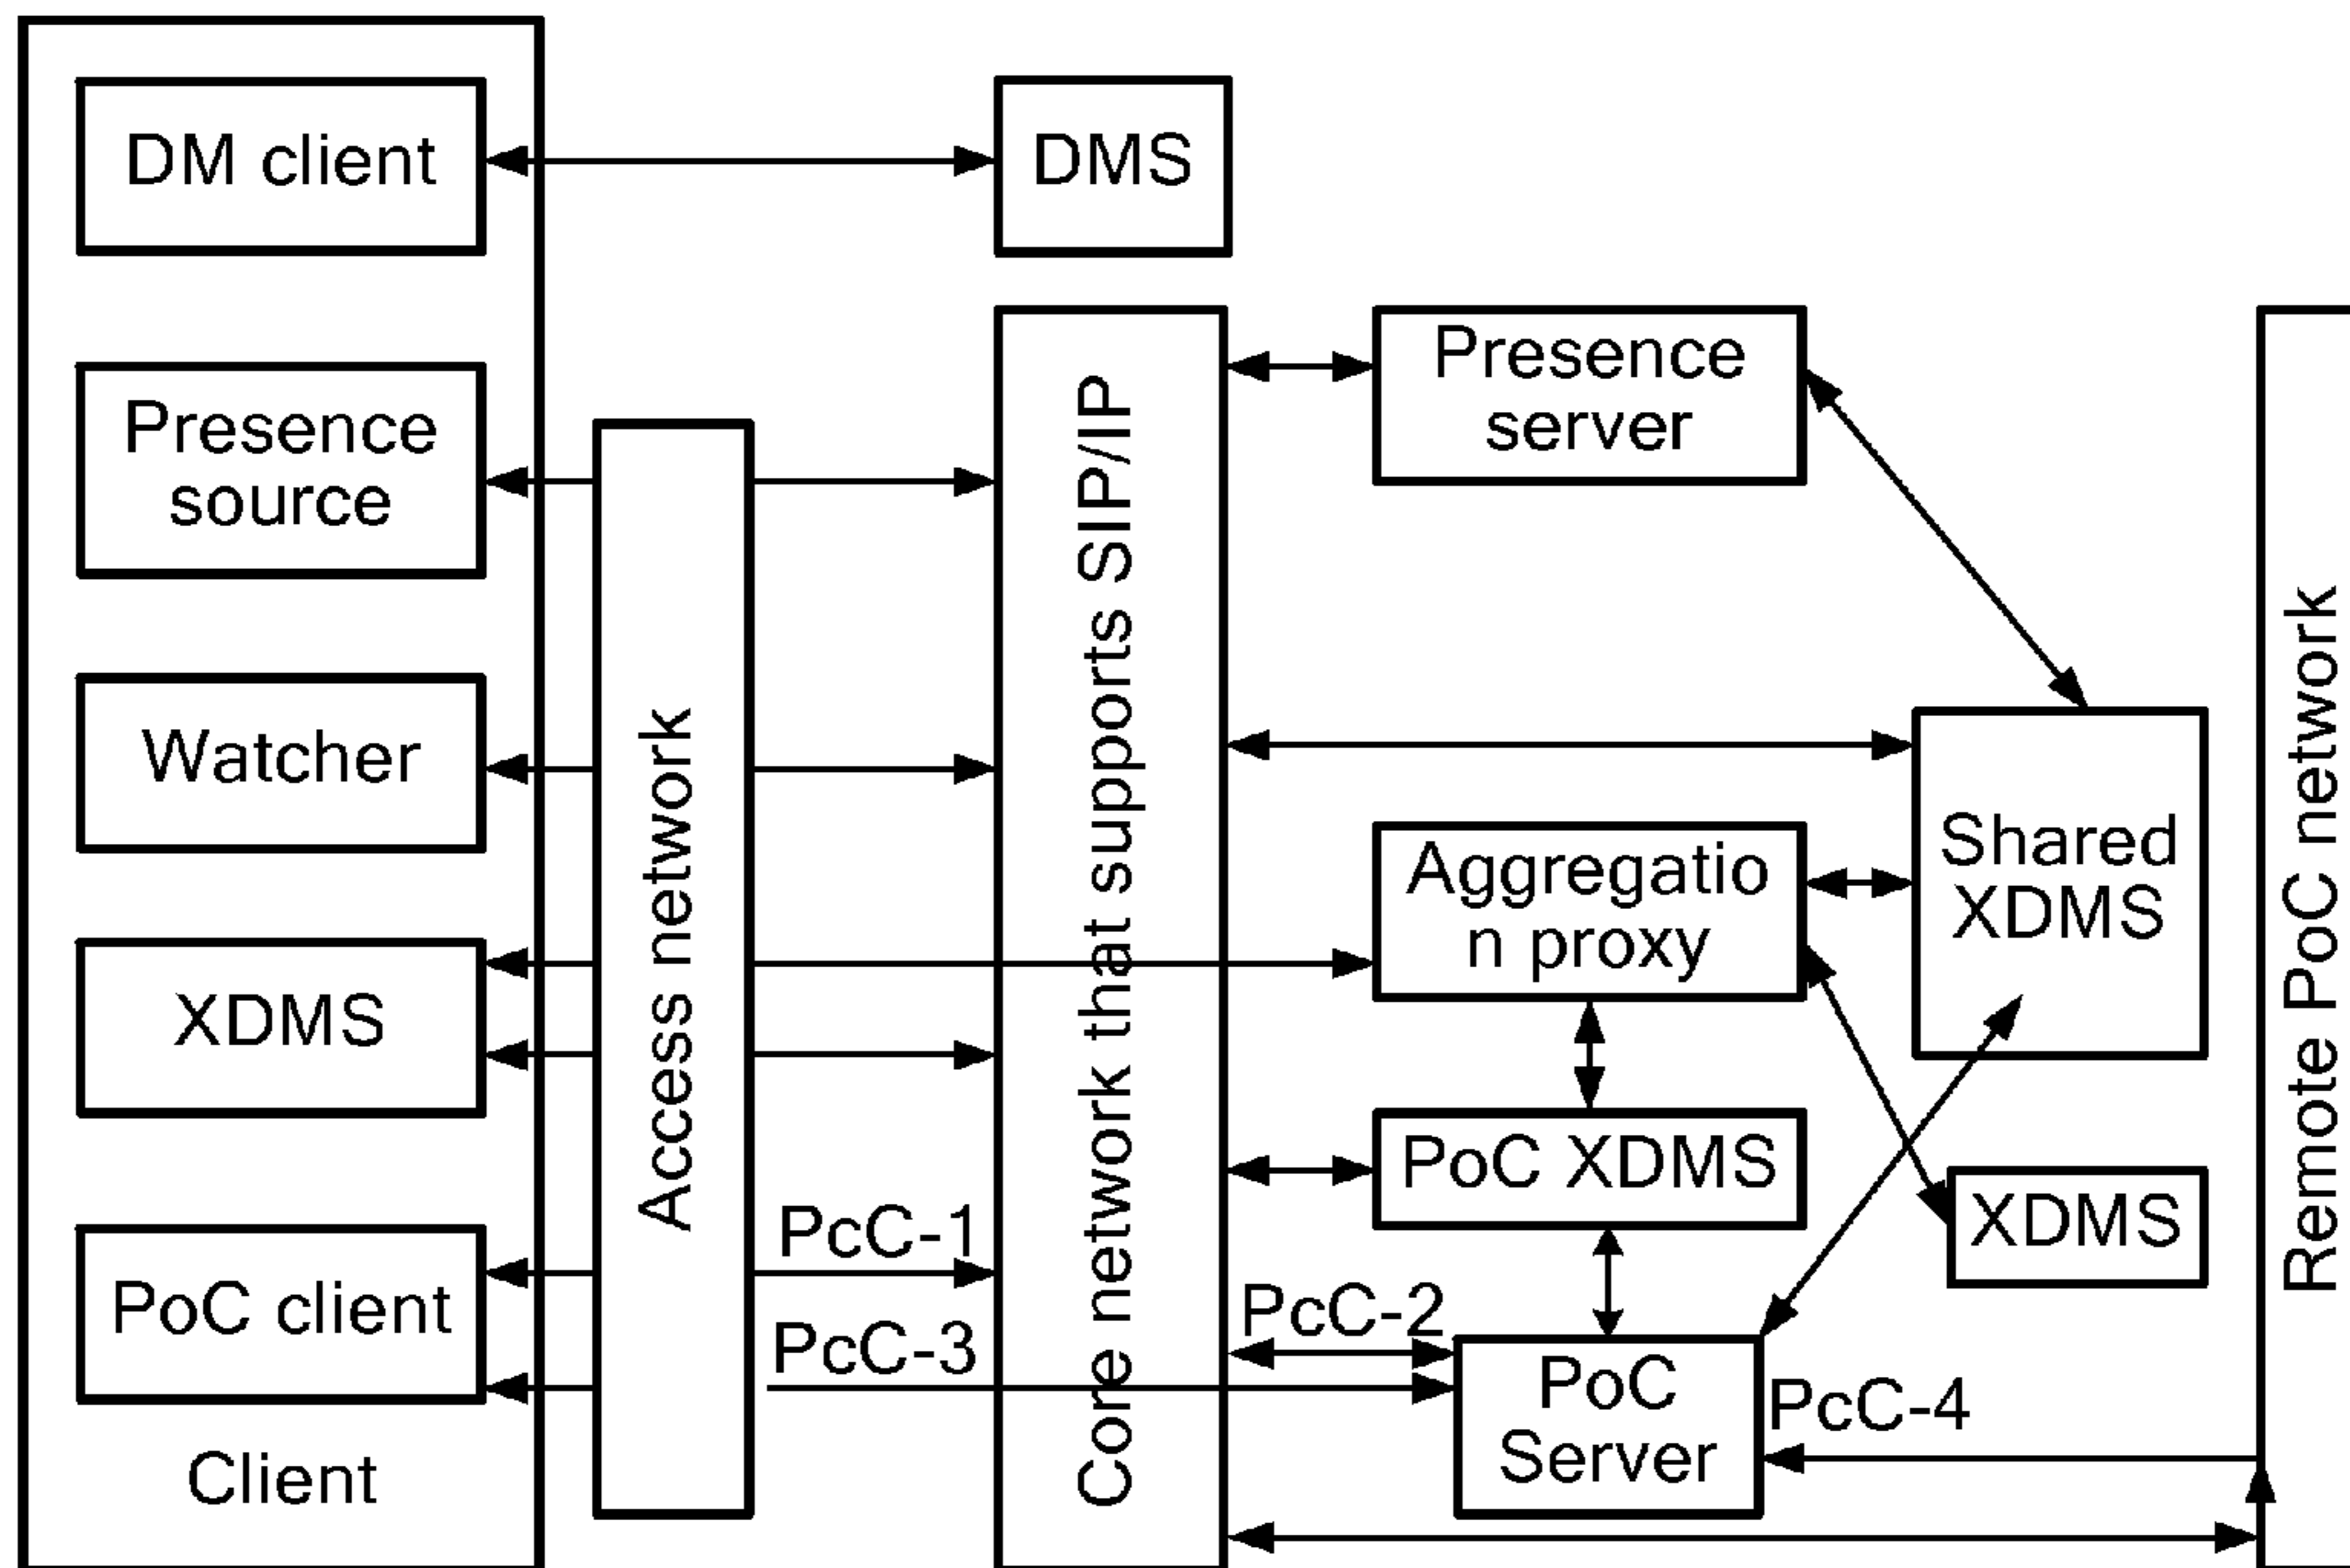 DM client
DMS
Presence
source
Watcher
XDMS
PoC client
Client
Access network
PcC-1
PcC-3
Core network that supports SIP/IP
Presence
server
Aggregatio
n proxy
Shared
XDMS
PoC XDMS
XDMS
PcC-2
PoC
Server
PcC-4
Remote PoC network